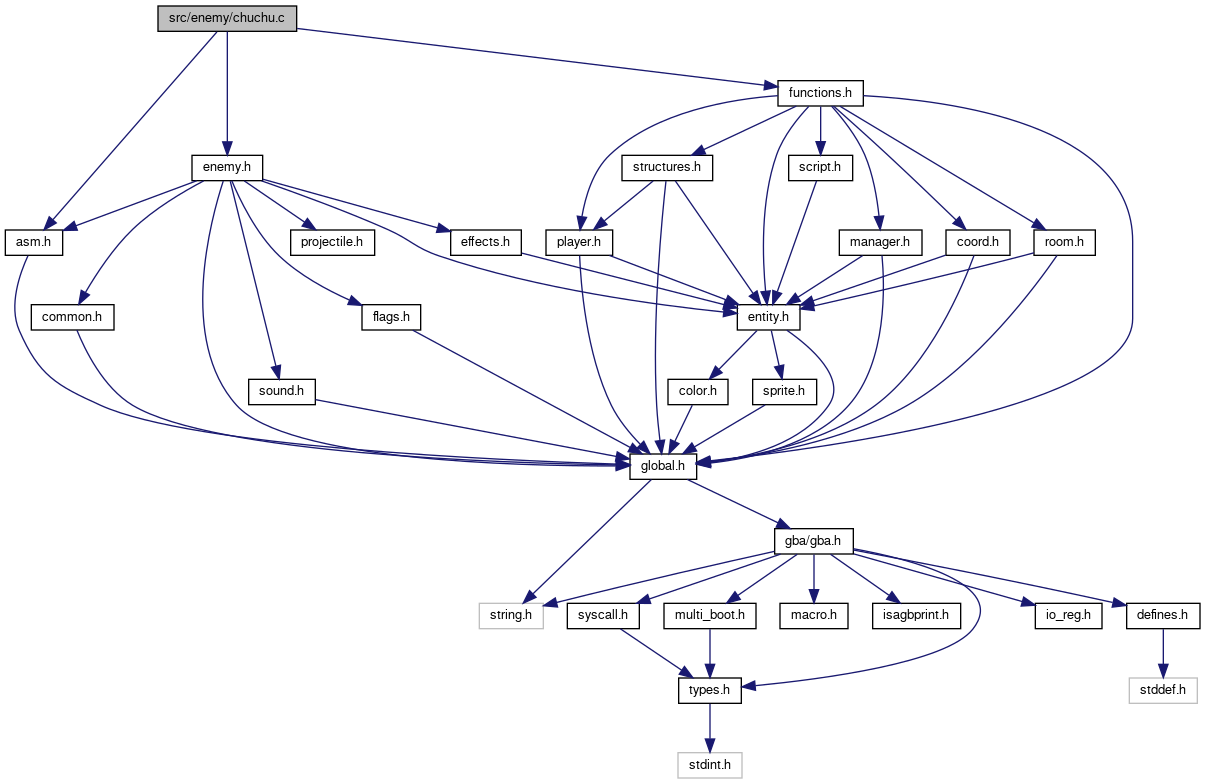 src/enemy/chuchu.c
functions.h
enemy.h
structures.h
script.h
asm.h
projectile.h
effects.h
player.h
manager.h
coord.h
room.h
common.h
flags.h
entity.h
sound.h
color.h
sprite.h
global.h
gba/gba.h
string.h
syscall.h
multi_boot.h
macro.h
isagbprint.h
io_reg.h
defines.h
types.h
stddef.h
stdint.h